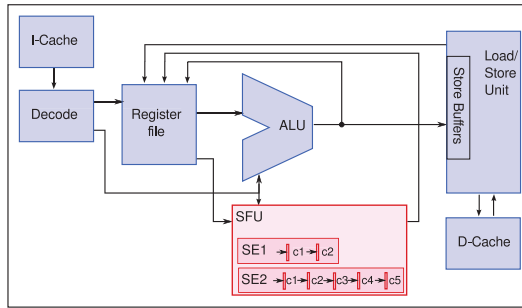 I-Cache
Decode
Register
file
ALU
Load/
Store
Unit
Store Buffers
D-Cache
SFU
SE1 c1 c2
SE2 c1 c2 c3 c4 c5